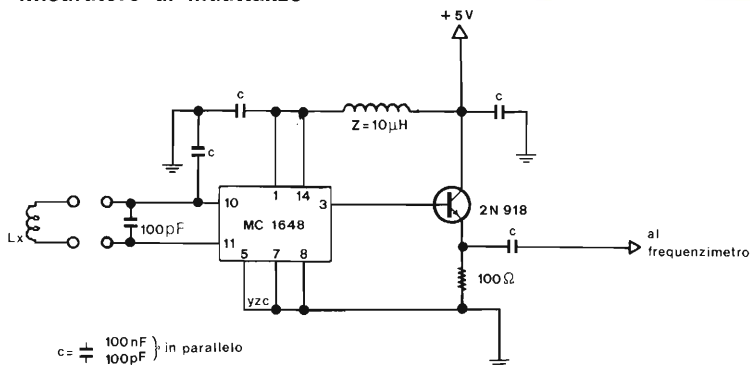 +5V
c
c
Z=10µH
c
1
14
10
3
MC 1648
11
5
7
8
100pF
Lx
2N 918
c
al
frequenzimetro
100Ω
yzc
c= 100nF
100pF } in parallelo